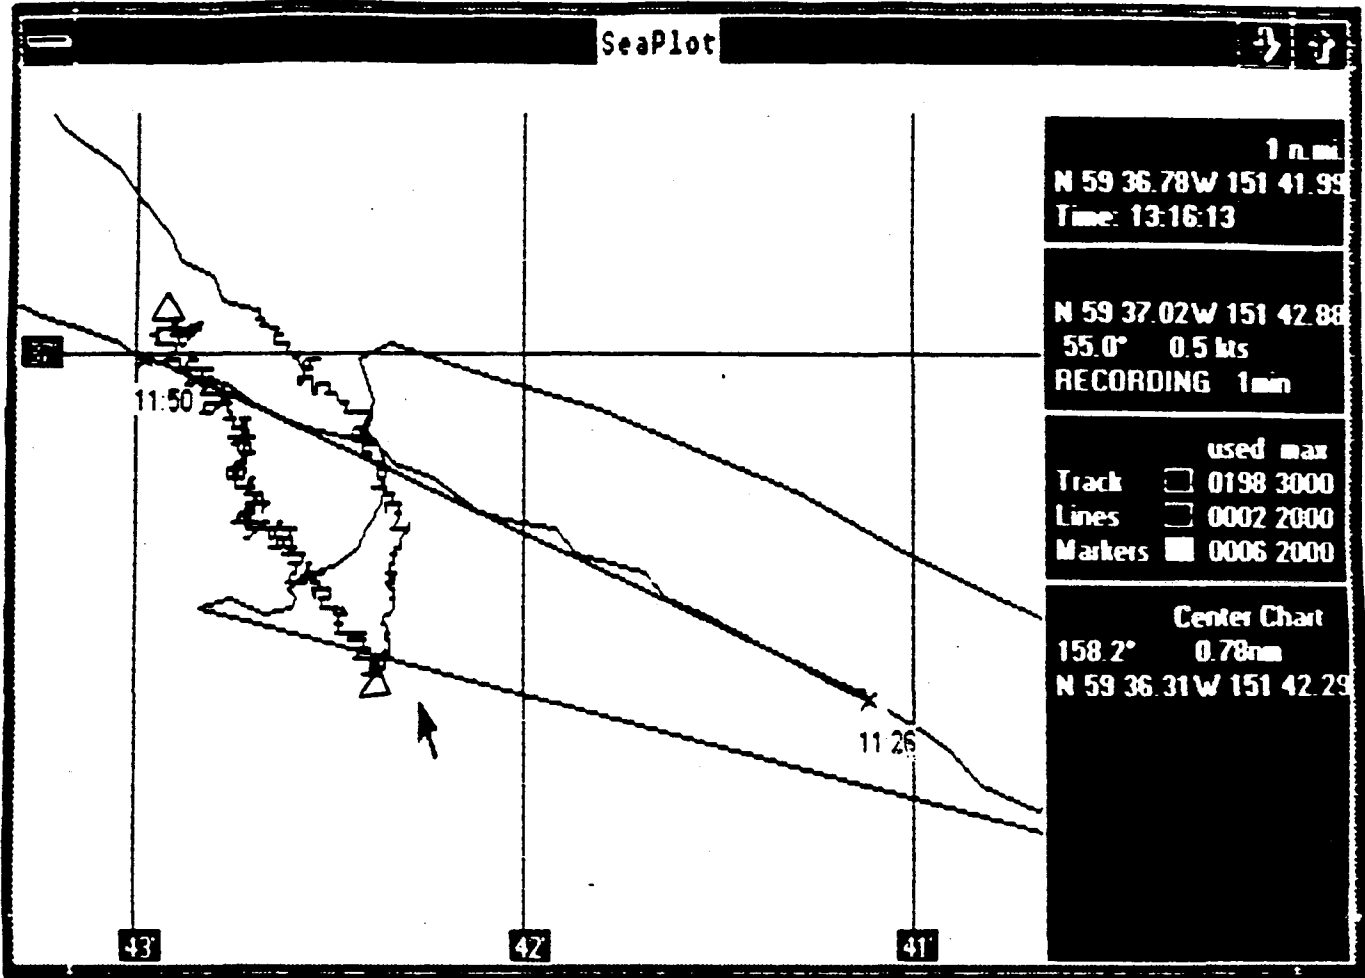 SeaPlot
1 n.mi.
N 59 36.78W 151 41.99
Time: 13:16:13
N 59 37.02W 151 42.88
55.0° 0.5 kts
RECORDING 1min
used max
Track 0198 3000
Lines 0002 2000
Markers 0006 2000
Center Chart
158.2° 0.78nm
N 59 36.31W 151 42.29
11:50
11:26
43'
42'
41'